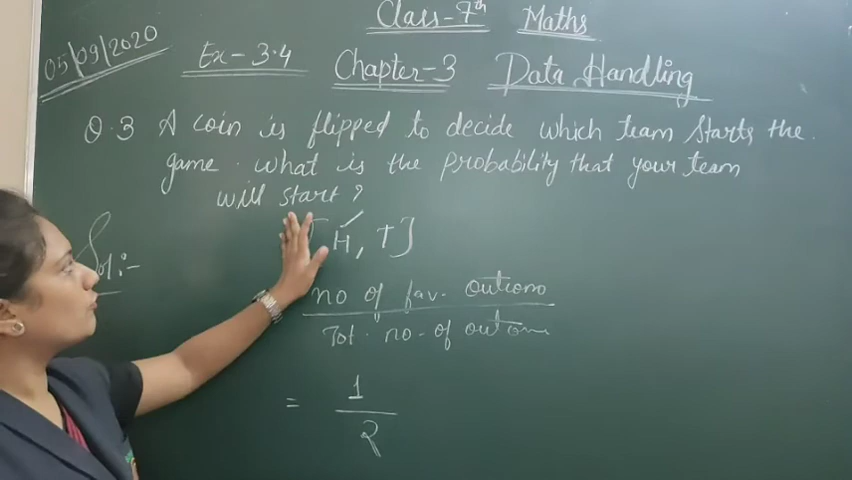 Class-7th Maths
05/09/2020 Ex-3.4 Chapter-3 Data Handling
Q.3 A coin is flipped to decide which team starts the
game. what is the probability that your team
will start?
Sol:-
[H, T]
no of fav. outcoms
Tot. no. of outcome
= 1
2